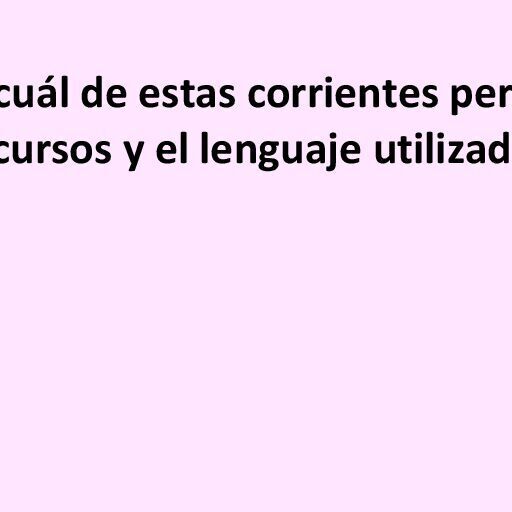 cuál de estas corrientes per
cursos y el lenguaje utilizad